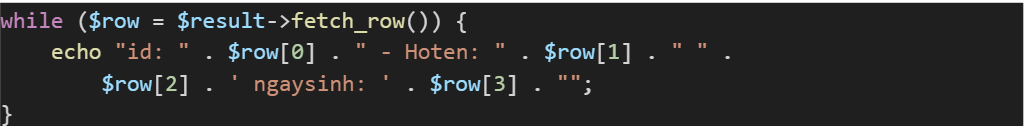 while ($row = $result->fetch_row()) {
    echo "id: " . $row[0] . " - Hoten: " . $row[1] . " " .
        $row[2] . ' ngaysinh: ' . $row[3] . "";
}